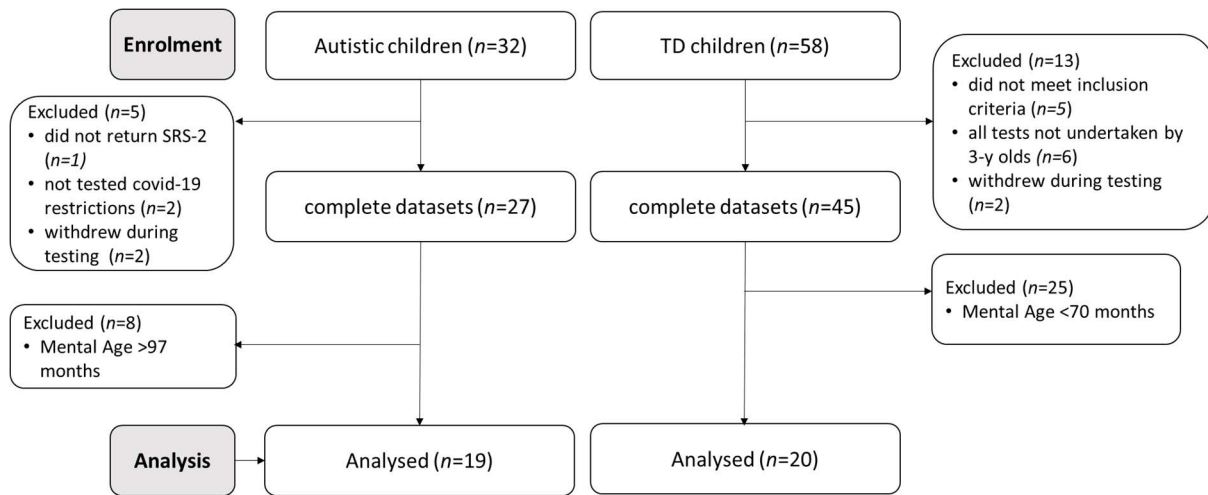 Enrolment
Autistic children (n=32)
TD children (n=58)
Excluded (n=13)
• did not meet inclusion
criteria (n=5)
• all tests not undertaken by
3-y olds (n=6)
• withdrew during testing
(n=2)
Excluded (n=5)
• did not return SRS-2
(n=1)
• not tested covid-19
restrictions (n=2)
• withdrew during
testing (n=2)
complete datasets (n=27)
complete datasets (n=45)
Excluded (n=25)
• Mental Age <70 months
Excluded (n=8)
• Mental Age >97
months
Analysis
Analysed (n=19)
Analysed (n=20)